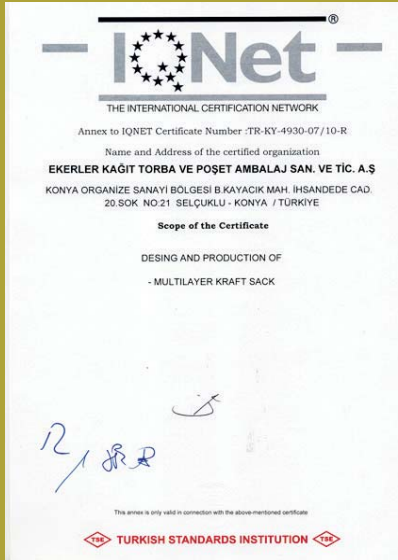 ®
IQNet
THE INTERNATIONAL CERTIFICATION NETWORK
Annex to IQNET Certificate Number :TR-KY-4930-07/10-R
Name and Address of the certified organization
EKERLER KAĞIT TORBA VE POŞET AMBALAJ SAN. VE TİC. A.Ş
KONYA ORGANİZE SANAYİ BÖLGESİ B.KAYACIK MAH. İHSANDEDE CAD.
20.SOK NO:21 SELÇUKLU - KONYA / TÜRKİYE
Scope of the Certificate
DESING AND PRODUCTION OF
- MULTILAYER KRAFT SACK
This annex is only valid in connection with the above-mentioned certificate
TSE TURKISH STANDARDS INSTITUTION TSE